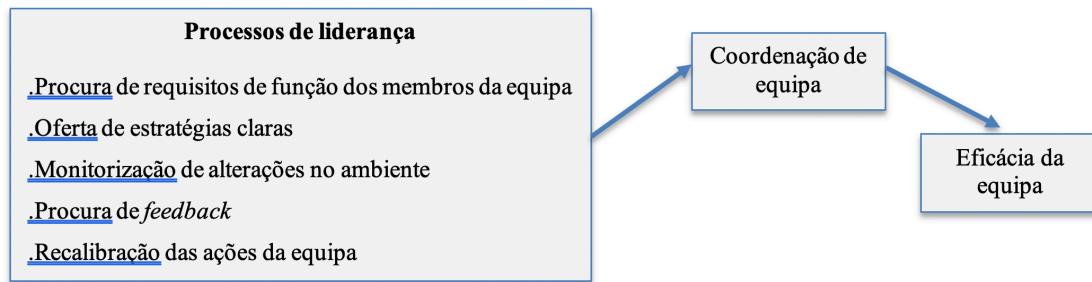 Processos de liderança
.Procura de requisitos de função dos membros da equipa
.Oferta de estratégias claras
.Monitorização de alterações no ambiente
.Procura de feedback
.Recalibração das ações da equipa
Coordenação de
equipa
Eficácia da
equipa